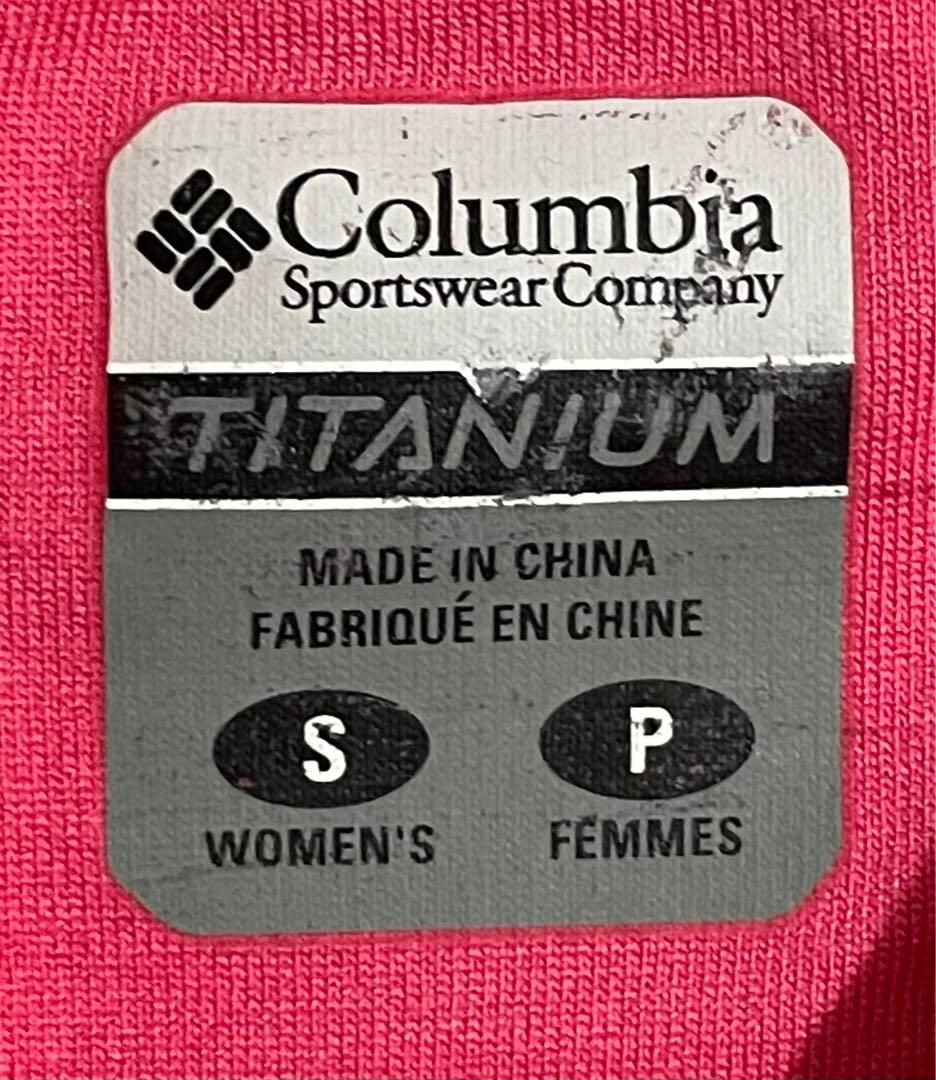 Columbia
Sportswear Company
TITANIUM
MADE IN CHINA
FABRIQUÉ EN CHINE
S P
WOMEN'S FEMMES